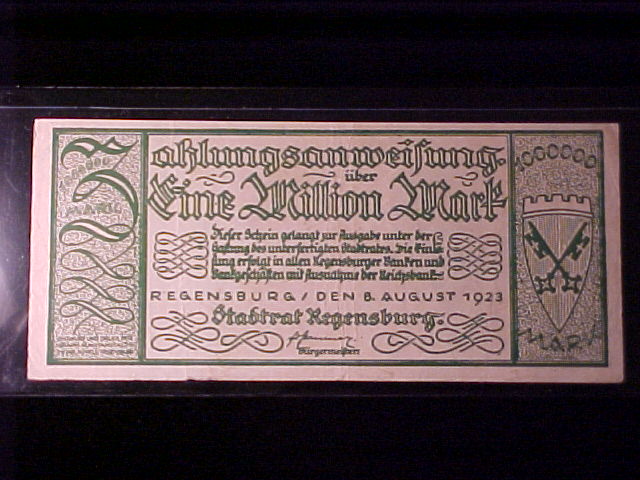 Zahlungsanweisung
über
Eine Million Mark
Dieser Schein gelangt zur Ausgabe unter der
Haftung des unterfertigten Stadtrates. Die Einlö-
sung erfolgt in allen Regensburger Banken und
Bankgeschäften mit Ausnahme der Reichsbank.
REGENSBURG / DEN 8. AUGUST 1923
Stadtrat Regensburg.
Bürgermeister
1000000
MARK
1000000
MARK